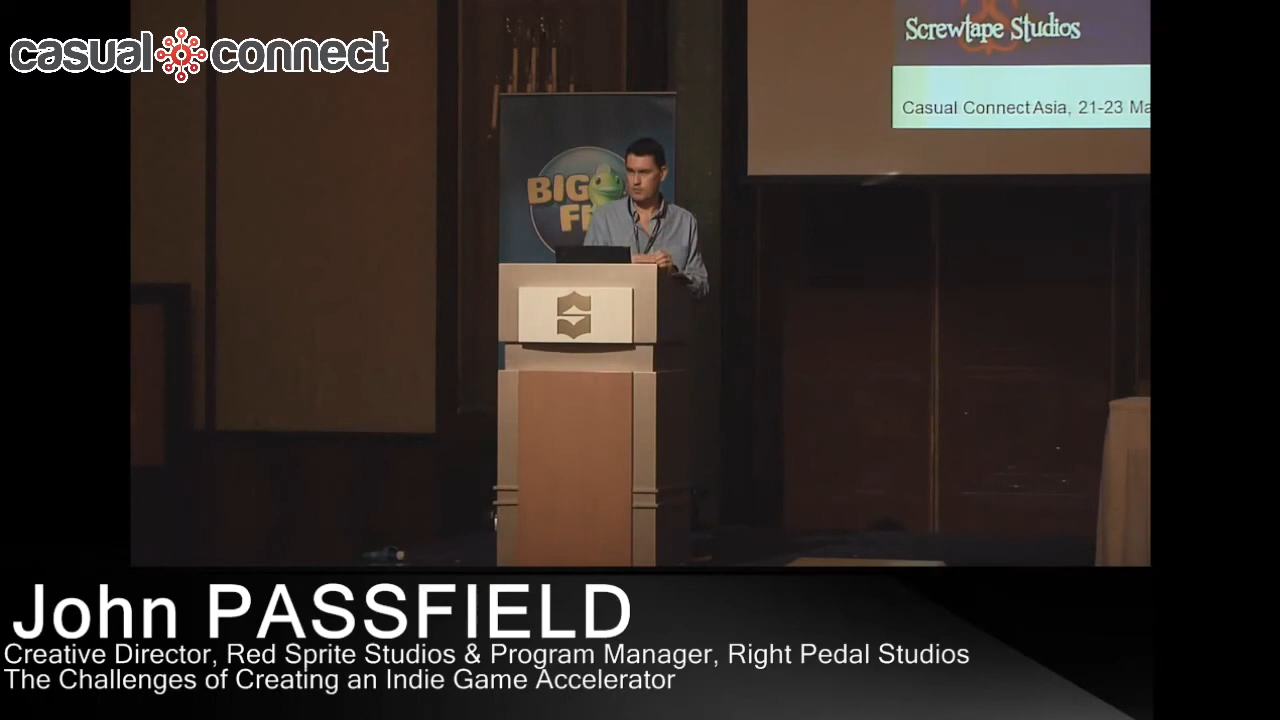 casual connect
Screwtape Studios
Casual Connect Asia, 21-23 Ma
BIG
FI
John PASSFIELD
Creative Director, Red Sprite Studios & Program Manager, Right Pedal Studios
The Challenges of Creating an Indie Game Accelerator